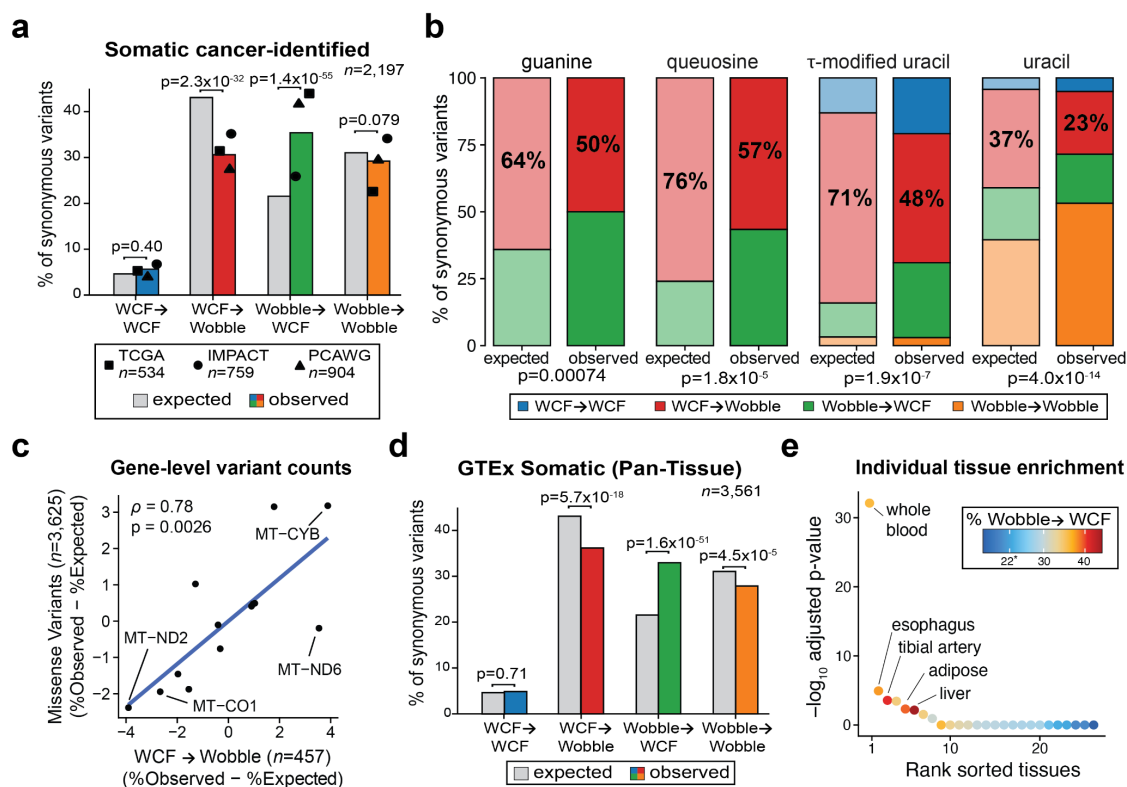 a
Somatic cancer-identified
% of synonymous variants
40
30
20
10
0
p=2.3x10-32
p=1.4x10-55
n=2,197
p=0.079
p=0.40
WCF→
WCF
WCF→
Wobble
Wobble→
WCF
Wobble→
Wobble
TCGA
n=534
IMPACT
n=759
PCAWG
n=904
expected
observed
b
% of synonymous variants
100
50
0
guanine
queuosine
τ-modified uracil
uracil
64%
50%
76%
57%
71%
48%
37%
23%
expected
observed
expected
observed
expected
observed
expected
observed
p=0.00074
p=1.8x10-5
p=1.9x10-7
p=4.0x10-14
WCF→WCF
WCF→Wobble
Wobble→WCF
Wobble→Wobble
c
Gene-level variant counts
Missense Variants (n=3,625)
(%Observed − %Expected)
3
2
1
0
−1
−2
ρ = 0.78
p = 0.0026
MT−CYB
MT−ND2
MT−ND6
MT−CO1
−4
−2
0
2
4
WCF → Wobble (n=457)
(%Observed − %Expected)
d
GTEx Somatic (Pan-Tissue)
% of synonymous variants
40
30
20
10
0
p=5.7x10-18
n=3,561
p=1.6x10-51
p=4.5x10-5
p=0.71
WCF→
WCF
WCF→
Wobble
Wobble→
WCF
Wobble→
Wobble
expected
observed
e
Individual tissue enrichment
−log10 adjusted p-value
30
20
10
0
whole
blood
% Wobble→ WCF
22*
30
40
esophagus
tibial artery
adipose
liver
1
10
20
Rank sorted tissues